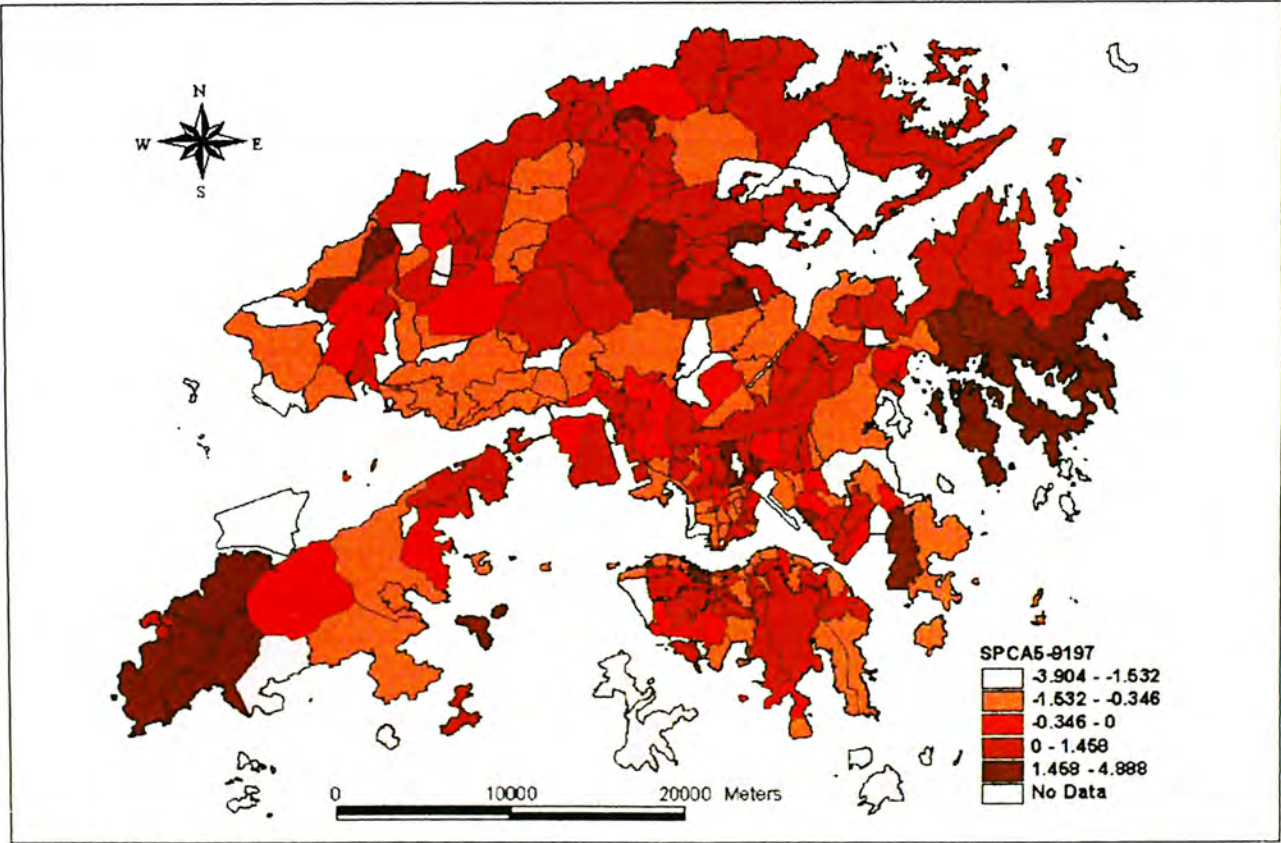 N
W E
S
SPCA5-9197
-3.904 - -1.532
-1.532 - -0.346
-0.346 - 0
0 - 1.458
1.458 - 4.888
No Data
0 10000 20000 Meters